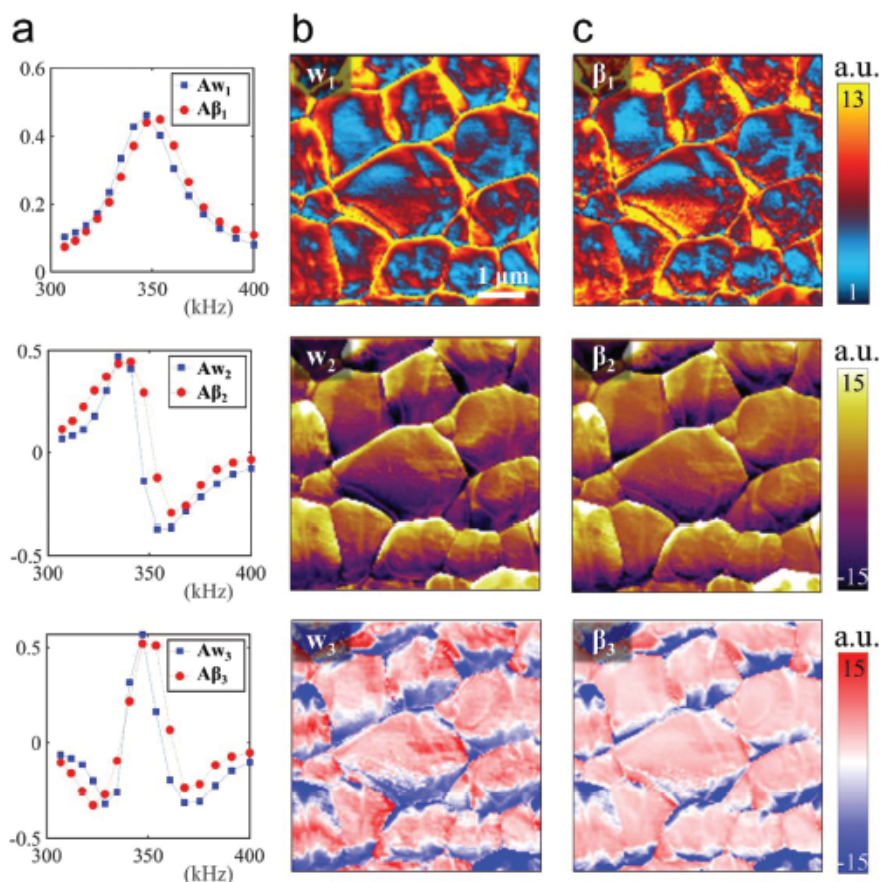 a
b
c
0.6
0.4
0.2
0
300
350
400
(kHz)
Aw₁
Aβ₁
w₁
1 µm
β₁
a.u.
13
1
0.5
0
-0.5
300
350
400
(kHz)
Aw₂
Aβ₂
w₂
β₂
a.u.
15
-15
0.5
0
-0.5
300
350
400
(kHz)
Aw₃
Aβ₃
w₃
β₃
a.u.
15
-15